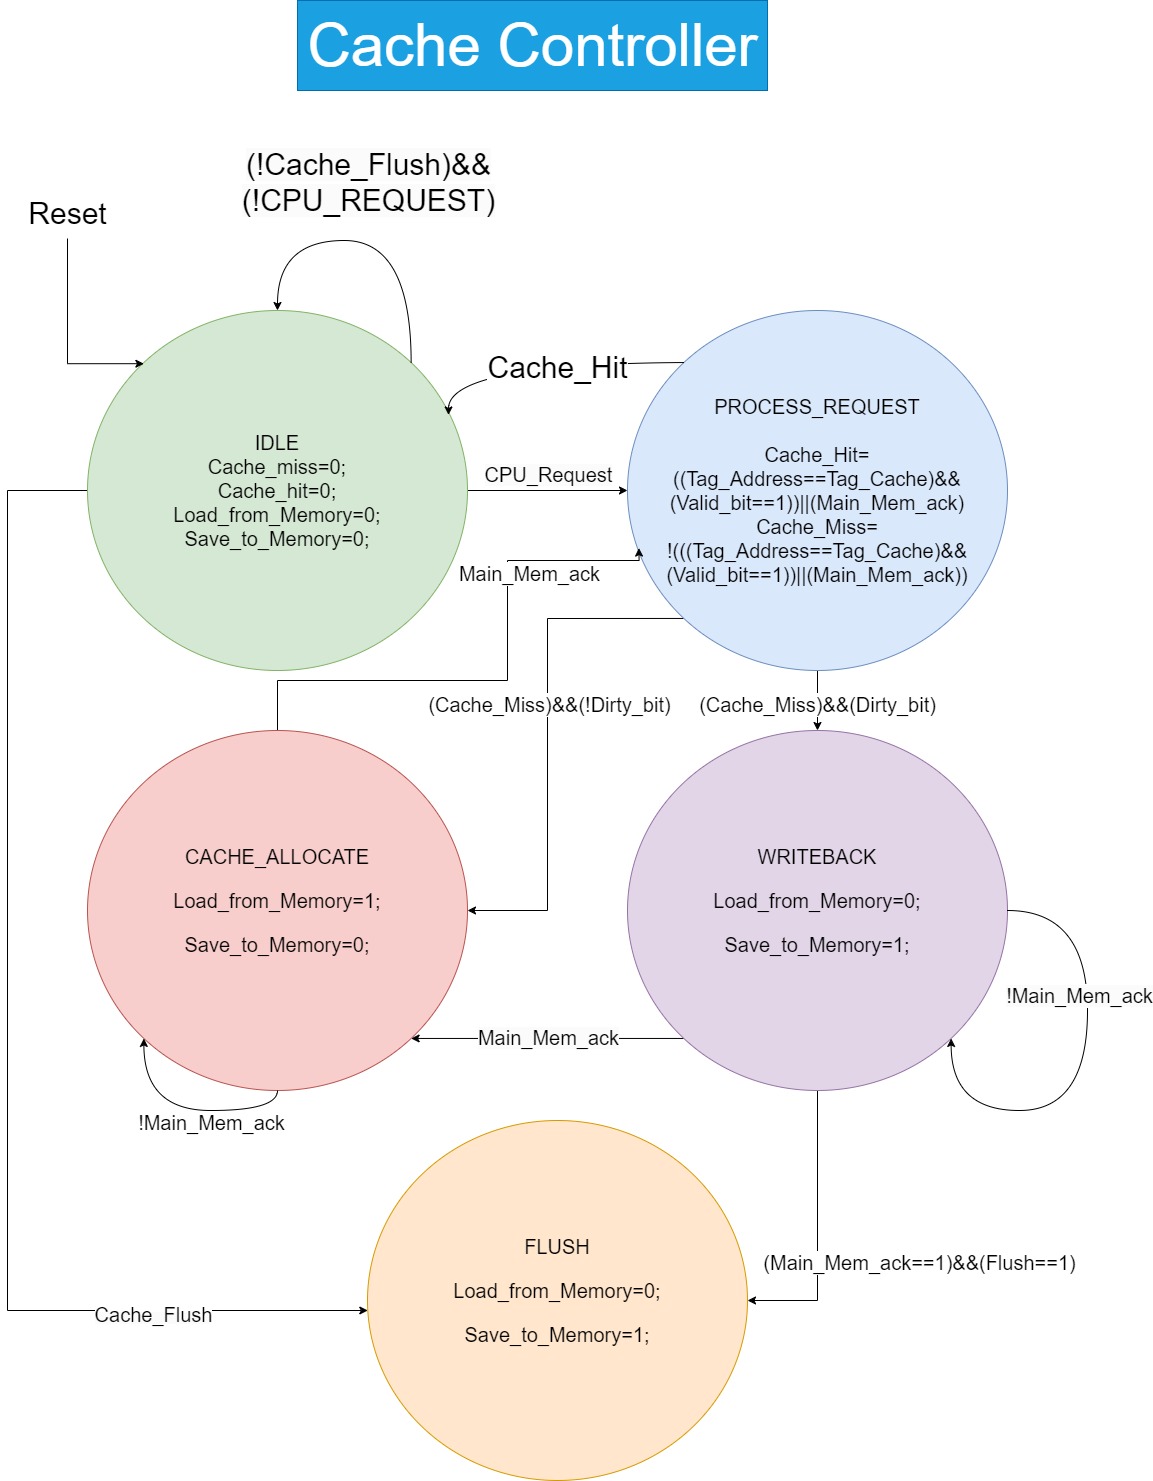 Cache Controller
(!Cache_Flush)&&
(!CPU_REQUEST)
Reset
Cache_Hit
PROCESS_REQUEST
Cache_Hit=
((Tag_Address==Tag_Cache)&&
(Valid_bit==1))||(Main_Mem_ack)
Cache_Miss=
!(((Tag_Address==Tag_Cache)&&
(Valid_bit==1))||(Main_Mem_ack))
IDLE
Cache_miss=0;
Cache_hit=0;
Load_from_Memory=0;
Save_to_Memory=0;
CPU_Request
Main_Mem_ack
(Cache_Miss)&&(!Dirty_bit)
(Cache_Miss)&&(Dirty_bit)
CACHE_ALLOCATE
Load_from_Memory=1;
Save_to_Memory=0;
WRITEBACK
Load_from_Memory=0;
Save_to_Memory=1;
!Main_Mem_ack
Main_Mem_ack
!Main_Mem_ack
FLUSH
Load_from_Memory=0;
Save_to_Memory=1;
(Main_Mem_ack==1)&&(Flush==1)
Cache_Flush